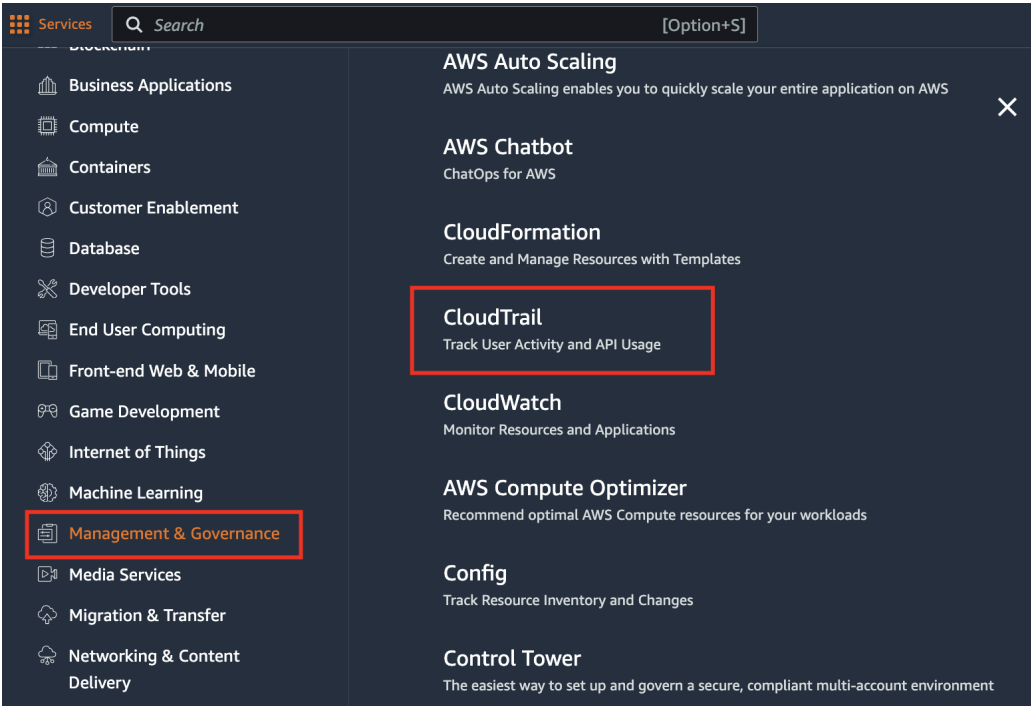 Services
Search
[Option+S]
Blockchain
Business Applications
Compute
Containers
Customer Enablement
Database
Developer Tools
End User Computing
Front-end Web & Mobile
Game Development
Internet of Things
Machine Learning
Management & Governance
Media Services
Migration & Transfer
Networking & Content
Delivery
AWS Auto Scaling
AWS Auto Scaling enables you to quickly scale your entire application on AWS
AWS Chatbot
ChatOps for AWS
CloudFormation
Create and Manage Resources with Templates
CloudTrail
Track User Activity and API Usage
CloudWatch
Monitor Resources and Applications
AWS Compute Optimizer
Recommend optimal AWS Compute resources for your workloads
Config
Track Resource Inventory and Changes
Control Tower
The easiest way to set up and govern a secure, compliant multi-account environment